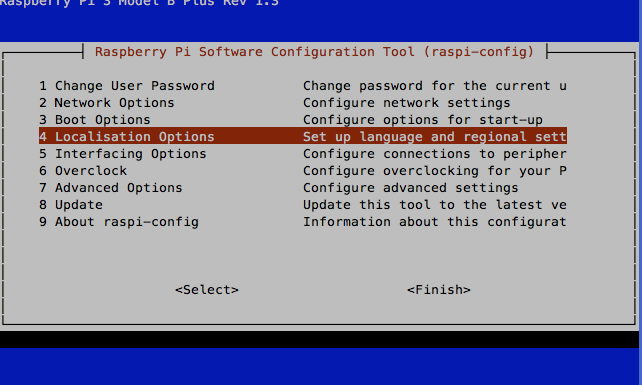 Raspberry Pi 3 Model B Plus Rev 1.3
Raspberry Pi Software Configuration Tool (raspi-config)
1 Change User Password Change password for the current u
2 Network Options Configure network settings
3 Boot Options Configure options for start-up
4 Localisation Options Set up language and regional sett
5 Interfacing Options Configure connections to peripher
6 Overclock Configure overclocking for your P
7 Advanced Options Configure advanced settings
8 Update Update this tool to the latest ve
9 About raspi-config Information about this configurat
<Select> <Finish>